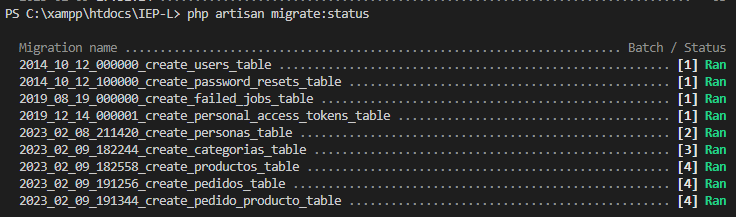 PS C:\xampp\htdocs\IEP-L> php artisan migrate:status
Migration name ........................................................................ Batch / Status
2014_10_12_000000_create_users_table .................................................. [1] Ran
2014_10_12_100000_create_password_resets_table ........................................ [1] Ran
2019_08_19_000000_create_failed_jobs_table ............................................ [1] Ran
2019_12_14_000001_create_personal_access_tokens_table ................................. [1] Ran
2023_02_08_211420_create_personas_table ............................................... [2] Ran
2023_02_09_182244_create_categorias_table ............................................. [3] Ran
2023_02_09_182558_create_productos_table .............................................. [4] Ran
2023_02_09_191256_create_pedidos_table ................................................ [4] Ran
2023_02_09_191344_create_pedido_producto_table ........................................ [4] Ran